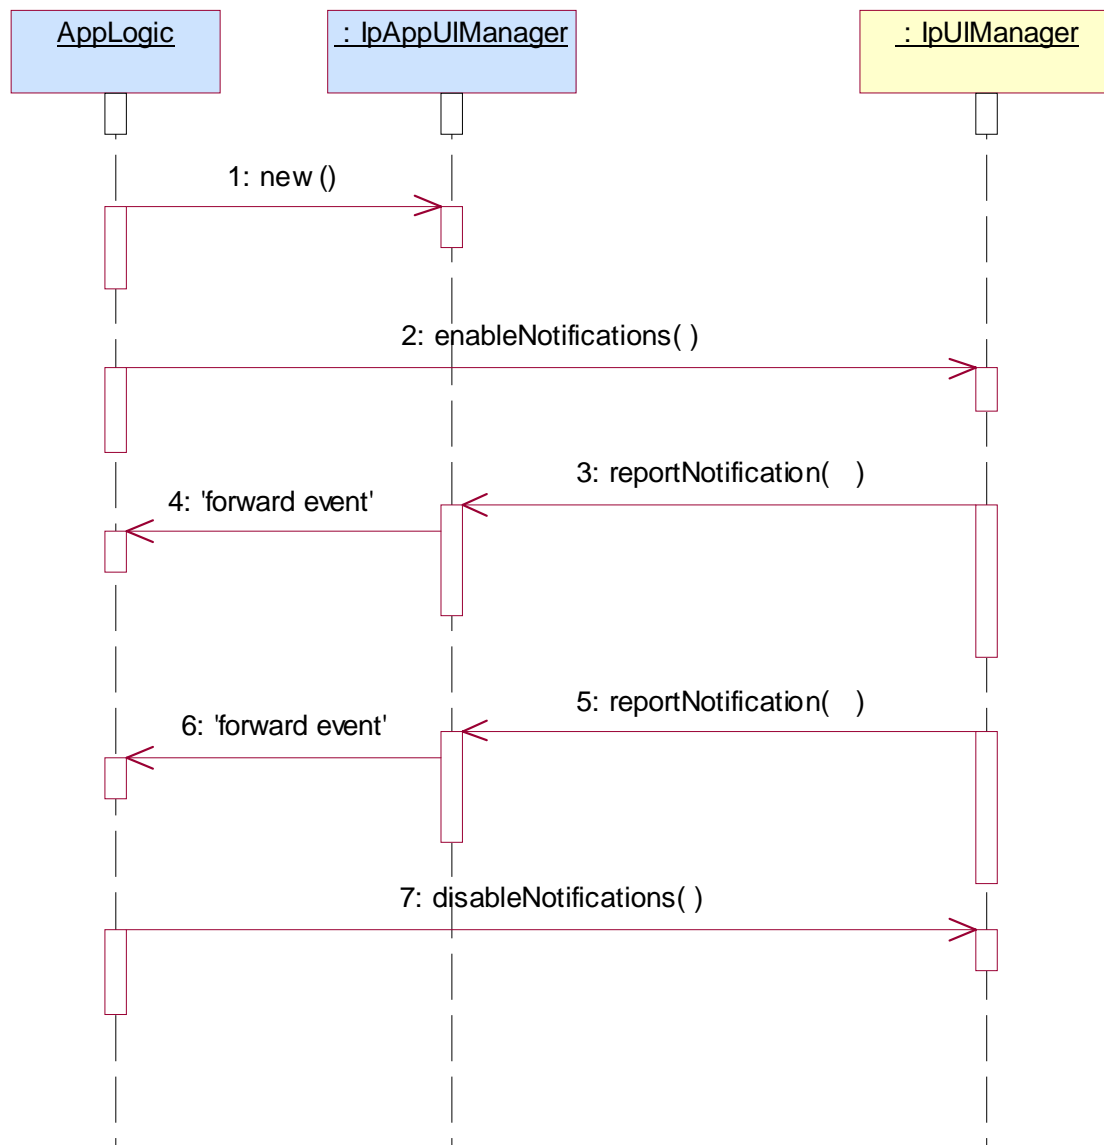 AppLogic
: IpAppUIManager
: IpUIManager
1: new ()
2: enableNotifications( )
3: reportNotification(   )
4: 'forward event'
5: reportNotification(   )
6: 'forward event'
7: disableNotifications( )